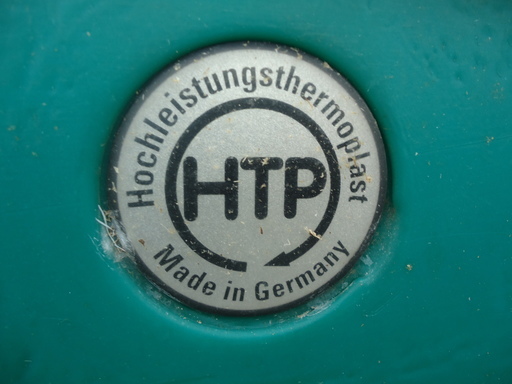 Hochleistungsthermoplast
HTP
Made in Germany